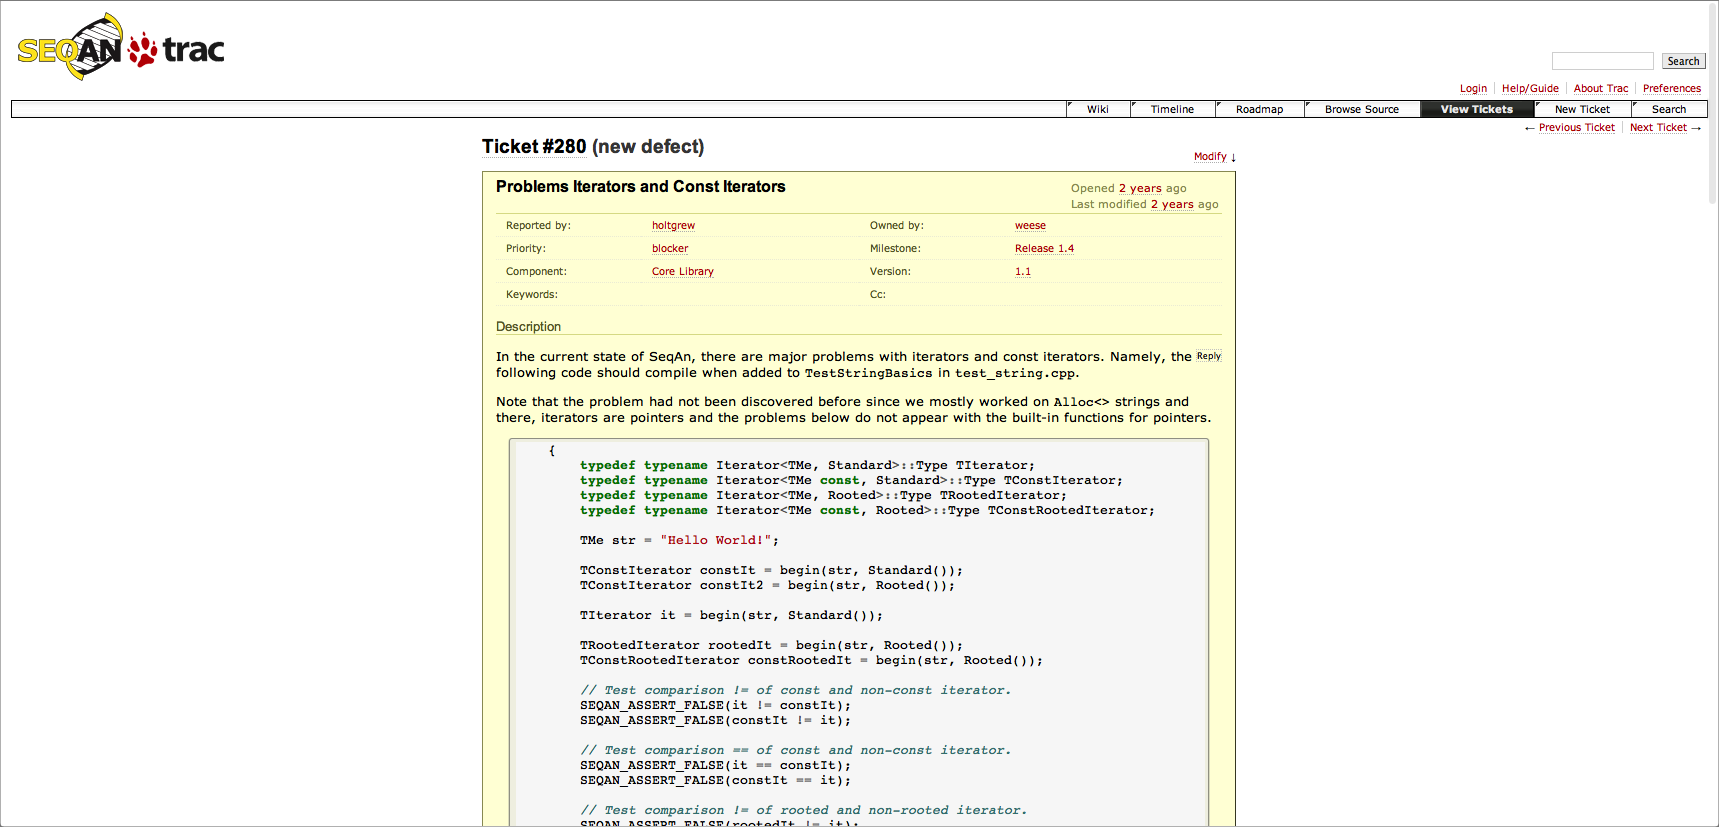 SEQAN trac
Search
Login Help/Guide About Trac Preferences
Wiki Timeline Roadmap Browse Source View Tickets New Ticket Search
← Previous Ticket Next Ticket →
Ticket #280 (new defect)
Modify ↓
Problems Iterators and Const Iterators
Opened 2 years ago
Last modified 2 years ago
Reported by: holtgrew Owned by: weese
Priority: blocker Milestone: Release 1.4
Component: Core Library Version: 1.1
Keywords: Cc:
Description
In the current state of SeqAn, there are major problems with iterators and const iterators. Namely, the Reply
following code should compile when added to TestStringBasics in test_string.cpp.
Note that the problem had not been discovered before since we mostly worked on Alloc<> strings and
there, iterators are pointers and the problems below do not appear with the built-in functions for pointers.
{
typedef typename Iterator<TMe, Standard>::Type TIterator;
typedef typename Iterator<TMe const, Standard>::Type TConstIterator;
typedef typename Iterator<TMe, Rooted>::Type TRootedIterator;
typedef typename Iterator<TMe const, Rooted>::Type TConstRootedIterator;
TMe str = "Hello World!";
TConstIterator constIt = begin(str, Standard());
TConstIterator constIt2 = begin(str, Rooted());
TIterator it = begin(str, Standard());
TRootedIterator rootedIt = begin(str, Rooted());
TConstRootedIterator constRootedIt = begin(str, Rooted());
// Test comparison != of const and non-const iterator.
SEQAN_ASSERT_FALSE(it != constIt);
SEQAN_ASSERT_FALSE(constIt != it);
// Test comparison == of const and non-const iterator.
SEQAN_ASSERT_FALSE(it == constIt);
SEQAN_ASSERT_FALSE(constIt == it);
// Test comparison != of rooted and non-rooted iterator.
SEQAN_ASSERT_FALSE(rootedIt != it);